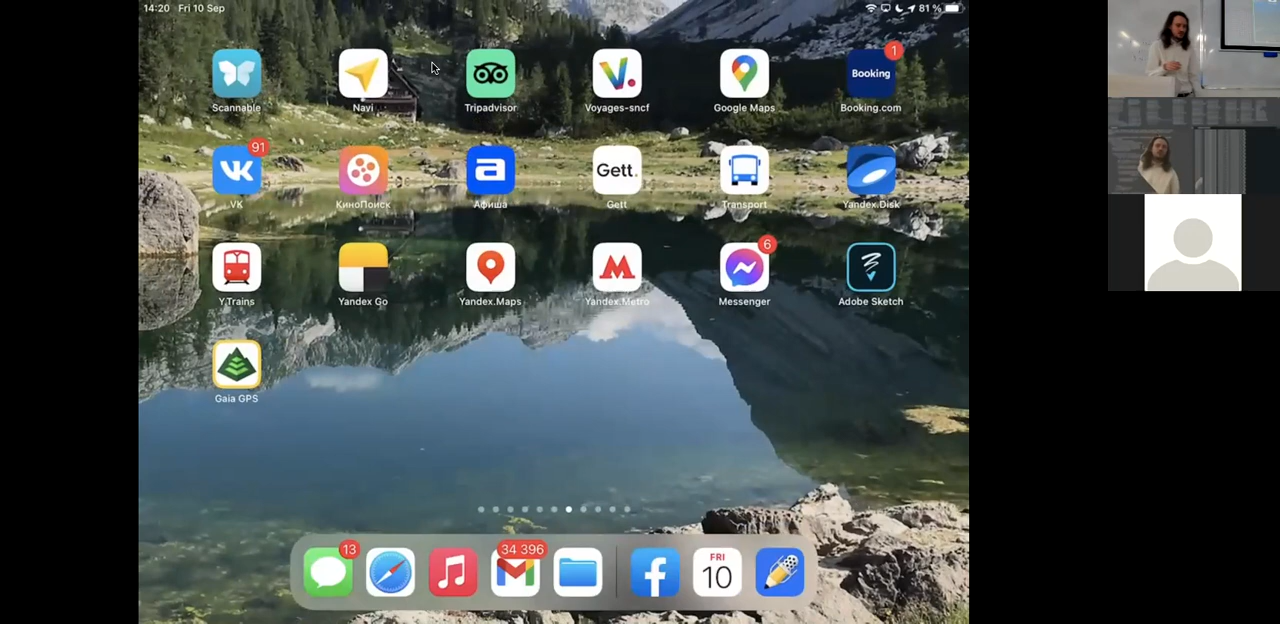 14:20 Fri 10 Sep
81 %
1
Booking
Scannable
Navi
Tripadvisor
Voyages-sncf
Google Maps
Booking.com
91
Gett.
VK
КиноПоиск
Афиша
Gett
Transport
Yandex.Disk
6
YTrains
Yandex Go
Yandex.Maps
Yandex.Metro
Messenger
Adobe Sketch
Gaia GPS
13
34 396
FRI
10